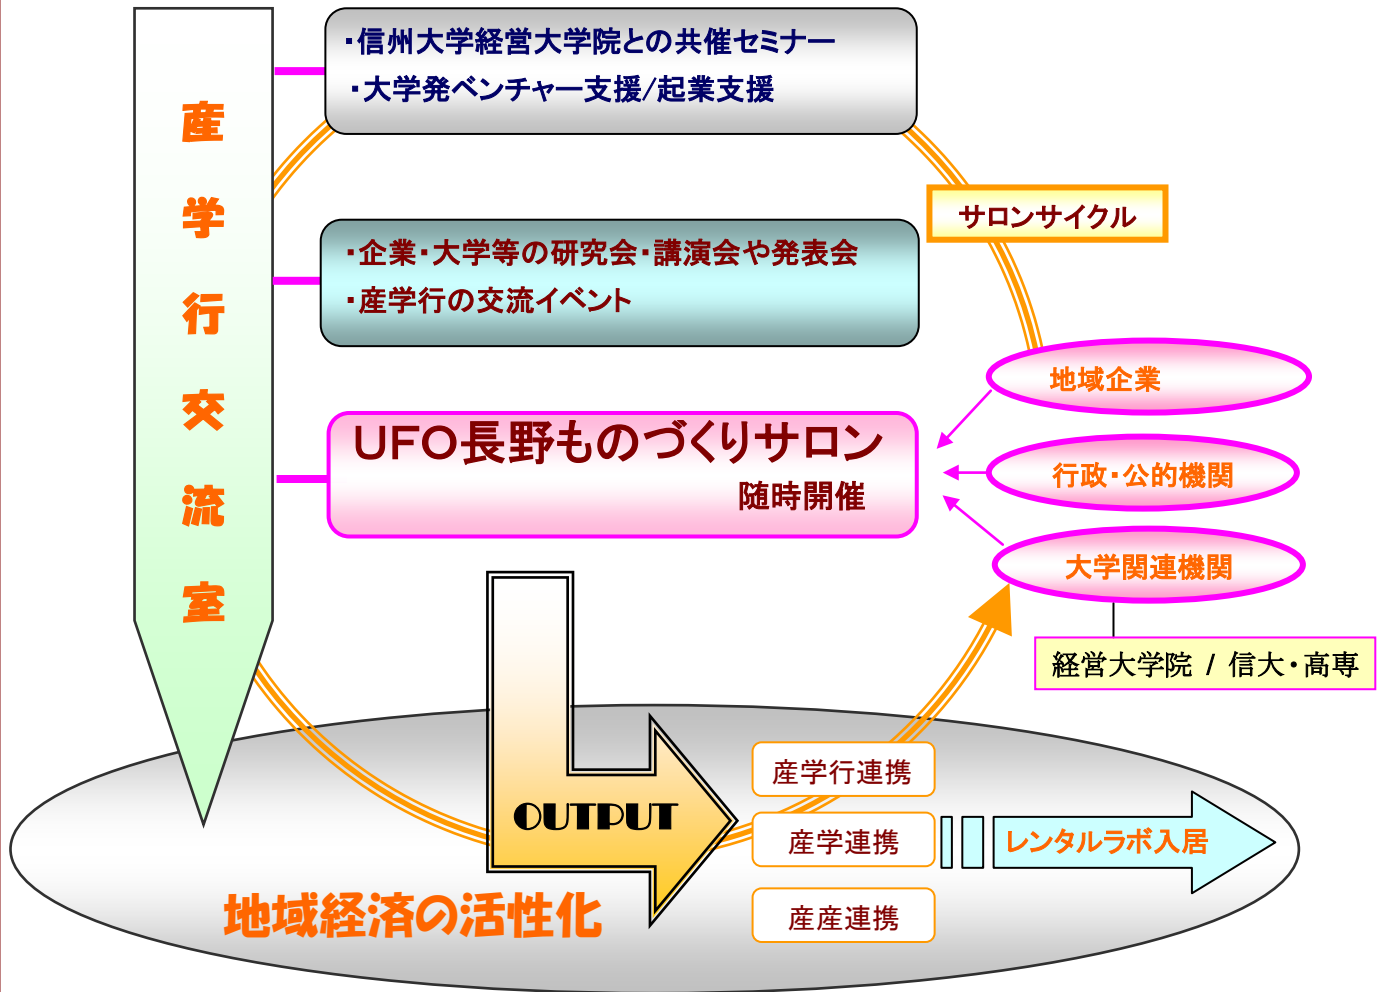 産学行交流室
・信州大学経営大学院との共催セミナー
・大学発ベンチャー支援/起業支援
サロンサイクル
・企業・大学等の研究会・講演会や発表会
・産学行の交流イベント
地域企業
UFO長野ものづくりサロン
随時開催
行政・公的機関
大学関連機関
経営大学院 / 信大・高専
OUTPUT
産学行連携
産学連携
産産連携
レンタルラボ入居
地域経済の活性化